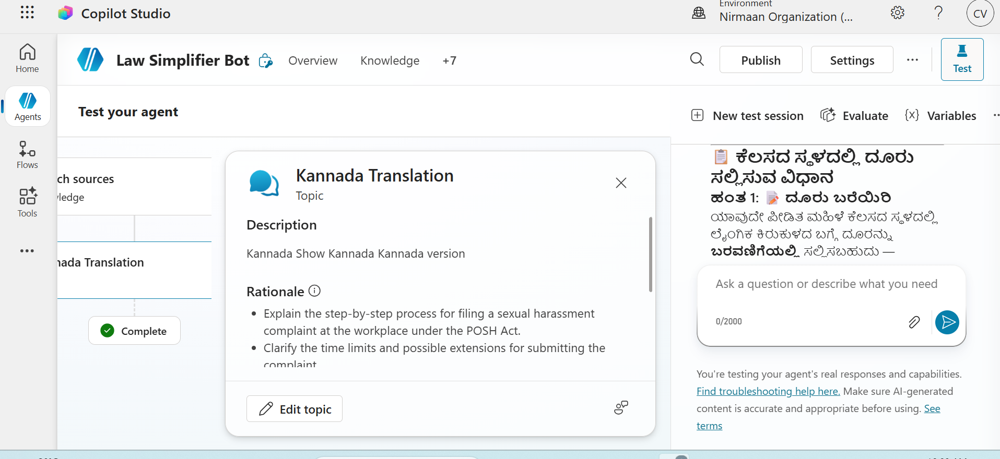 Copilot Studio
Environment
Nirmaan Organization (...
CV
Home
Agents
Flows
Tools
Law Simplifier Bot
Overview
Knowledge
+7
Publish
Settings
Test
Test your agent
New test session
Evaluate
Variables
ch sources
ledge
nada Translation
Complete
Kannada Translation
Topic
Description
Kannada Show Kannada Kannada version
Rationale
Explain the step-by-step process for filing a sexual harassment
complaint at the workplace under the POSH Act.
Clarify the time limits and possible extensions for submitting the
complaint
Edit topic
ಕೆಲಸದ ಸ್ಥಳದಲ್ಲಿ ದೂರು
ಸಲ್ಲಿಸುವ ವಿಧಾನ
ಹಂತ 1: ದೂರು ಬರೆಯಿರಿ
ಯಾವುದೇ ಪೀಡಿತ ಮಹಿಳೆ ಕೆಲಸದ ಸ್ಥಳದಲ್ಲಿ
ಲೈಂಗಿಕ ಕಿರುಕುಳದ ಬಗ್ಗೆ ದೂರನ್ನು
ಬರವಣಿಗೆಯಲ್ಲಿ ಸಲ್ಲಿಸಬಹುದು —
Ask a question or describe what you need
0/2000
You're testing your agent's real responses and capabilities.
Find troubleshooting help here. Make sure AI-generated
content is accurate and appropriate before using. See
terms